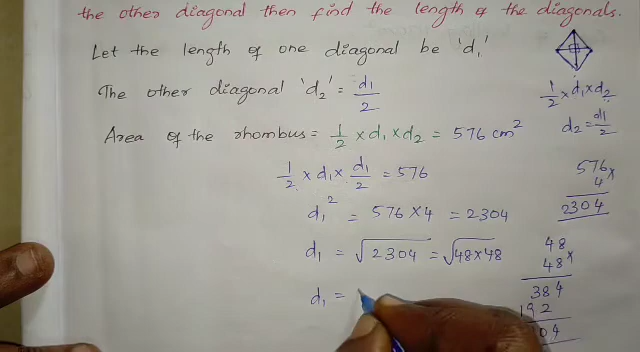 the other diagonal then find the length of the diagonals.
Let the length of one diagonal be 'd₁'
The other diagonal 'd₂' = d₁/2
1/2 × d₁ × d₂
d₂ = d₁/2
Area of the rhombus = 1/2 × d₁ × d₂ = 576 cm²
1/2 × d₁ × d₁/2 = 576
d₁² = 576 × 4 = 2304
d₁ = √2304 = √48×48
d₁ =
576 ×
4
2304
48
48 ×
384
192
04